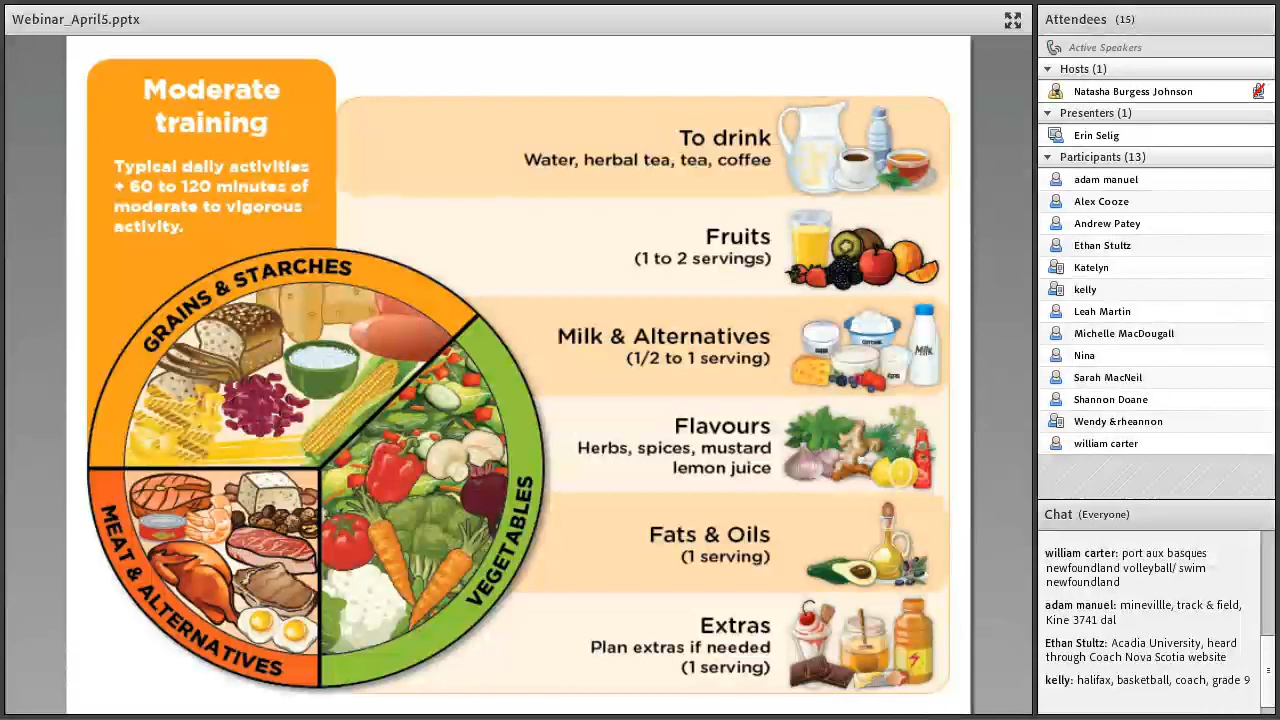 Webinar_April5.pptx
Moderate
training
Typical daily activities
+ 60 to 120 minutes of
moderate to vigorous
activity.
GRAINS & STARCHES
VEGETABLES
MEAT & ALTERNATIVES
To drink
Water, herbal tea, tea, coffee
Fruits
(1 to 2 servings)
Milk & Alternatives
(1/2 to 1 serving)
Milk
Flavours
Herbs, spices, mustard
lemon juice
Fats & Oils
(1 serving)
Extras
Plan extras if needed
(1 serving)
Attendees (15)
Active Speakers
Hosts (1)
Natasha Burgess Johnson
Presenters (1)
Erin Selig
Participants (13)
adam manuel
Alex Cooze
Andrew Patey
Ethan Stultz
Katelyn
kelly
Leah Martin
Michelle MacDougall
Nina
Sarah MacNeil
Shannon Doane
Wendy &rheannon
william carter
Chat (Everyone)
william carter: port aux basques
newfoundland volleyball/ swim
newfoundland
adam manuel: minevillle, track & field,
Kine 3741 dal
Ethan Stultz: Acadia University, heard
through Coach Nova Scotia website
kelly: halifax, basketball, coach, grade 9